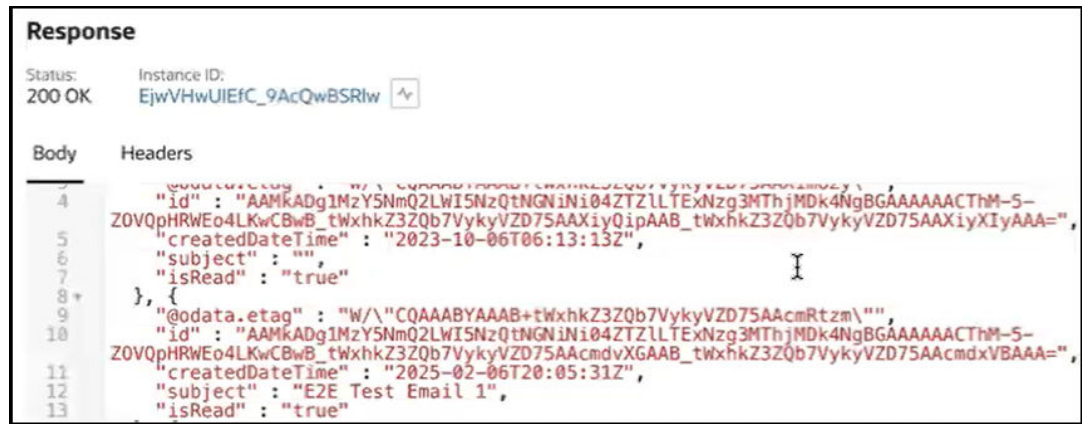 Response
Status: Instance ID:
200 OK EjwVHwUIEfC_9AcQwBSRlw
Body Headers
4 "id" : "AAMkADg1MzY5NmQ2LWI5NzQtNGNiNi04ZTZlLTExNzg3MThjMDk4NgBGAAAAAACThM-5-
ZOVQpHRWEo4LKwCBwB_tWxhkZ3ZQb7VykyVZD75AAXiyQipAAB_tWxhkZ3ZQb7VykyVZD75AAXiyXIyAAA=",
5 "createdDateTime" : "2023-10-06T06:13:13Z",
6 "subject" : "",
7 "isRead" : "true"
8 }, {
9 "@odata.etag" : "W/\"CQAAABYAAAB+tWxhkZ3ZQb7VykyVZD75AAcmRtzm\"",
10 "id" : "AAMkADg1MzY5NmQ2LWI5NzQtNGNiNi04ZTZlLTExNzg3MThjMDk4NgBGAAAAAACThM-5-
ZOVQpHRWEo4LKwCBwB_tWxhkZ3ZQb7VykyVZD75AAcmdvXGAAB_tWxhkZ3ZQb7VykyVZD75AAcmdxVBAAA=",
11 "createdDateTime" : "2025-02-06T20:05:31Z",
12 "subject" : "E2E Test Email 1",
13 "isRead" : "true"